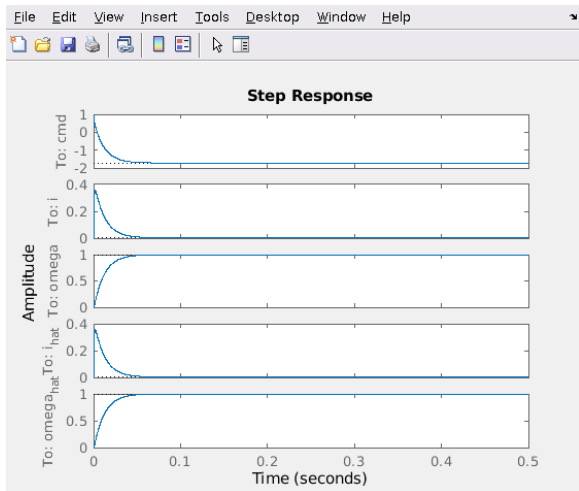 File Edit View Insert Tools Desktop Window Help
Step Response
To: cmd
1
0
-1
-2
To: i
0.4
0.2
0
To: omega
1
0.5
0
Amplitude
To: i_hat
0.4
0.2
0
To: omega_hat
1
0.5
0
0 0.1 0.2 0.3 0.4 0.5
Time (seconds)